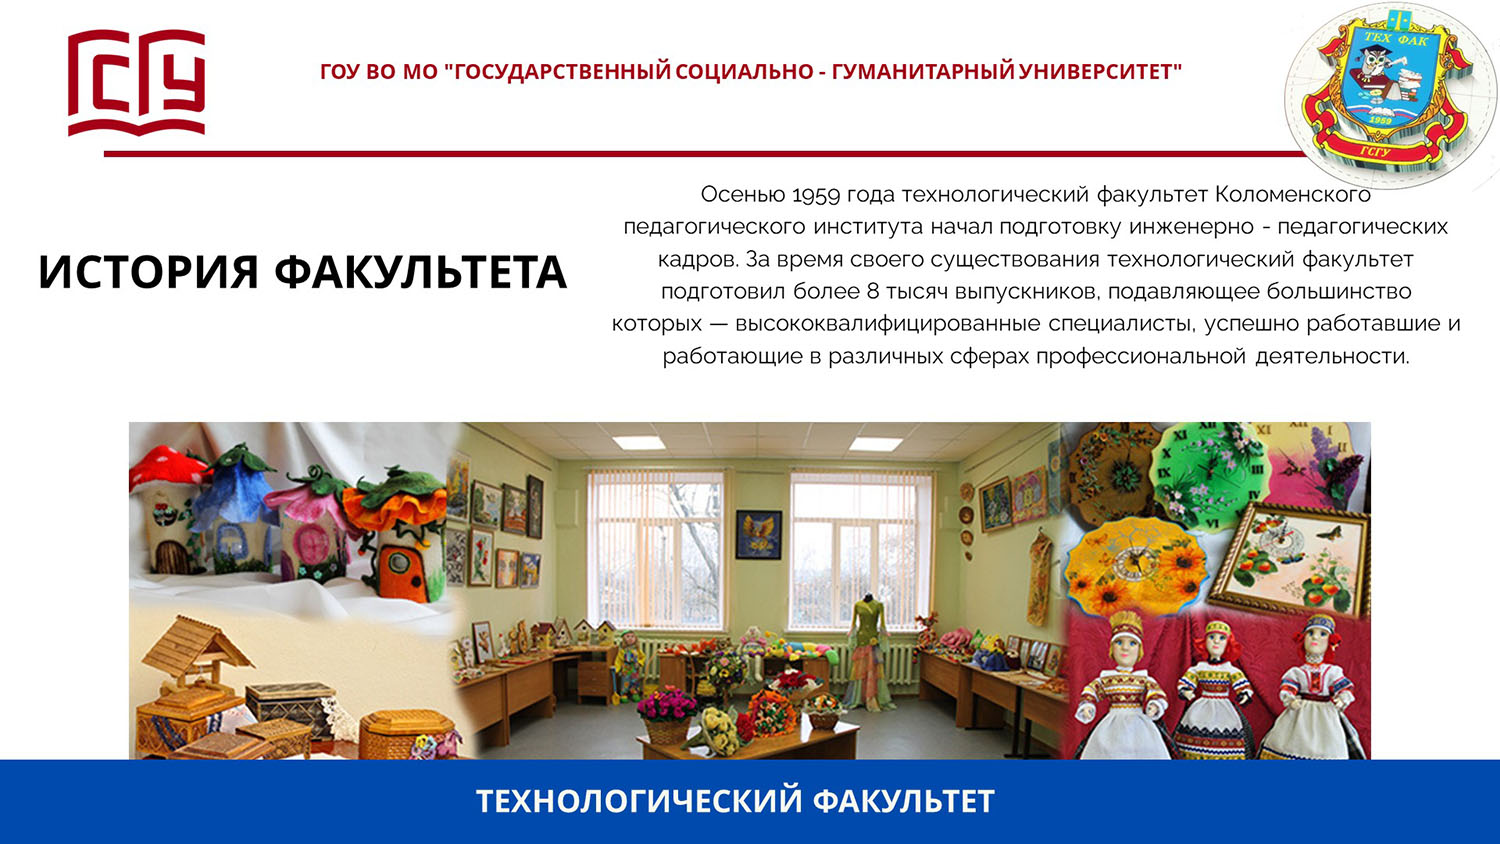 ГСГУ
ГОУ ВО МО "ГОСУДАРСТВЕННЫЙ СОЦИАЛЬНО - ГУМАНИТАРНЫЙ УНИВЕРСИТЕТ"
ТЕХ ФАК
1959
ГСГУ
ИСТОРИЯ ФАКУЛЬТЕТА
Осенью 1959 года технологический факультет Коломенского
педагогического института начал подготовку инженерно - педагогических
кадров. За время своего существования технологический факультет
подготовил более 8 тысяч выпускников, подавляющее большинство
которых — высококвалифицированные специалисты, успешно работавшие и
работающие в различных сферах профессиональной деятельности.
ТЕХНОЛОГИЧЕСКИЙ ФАКУЛЬТЕТ